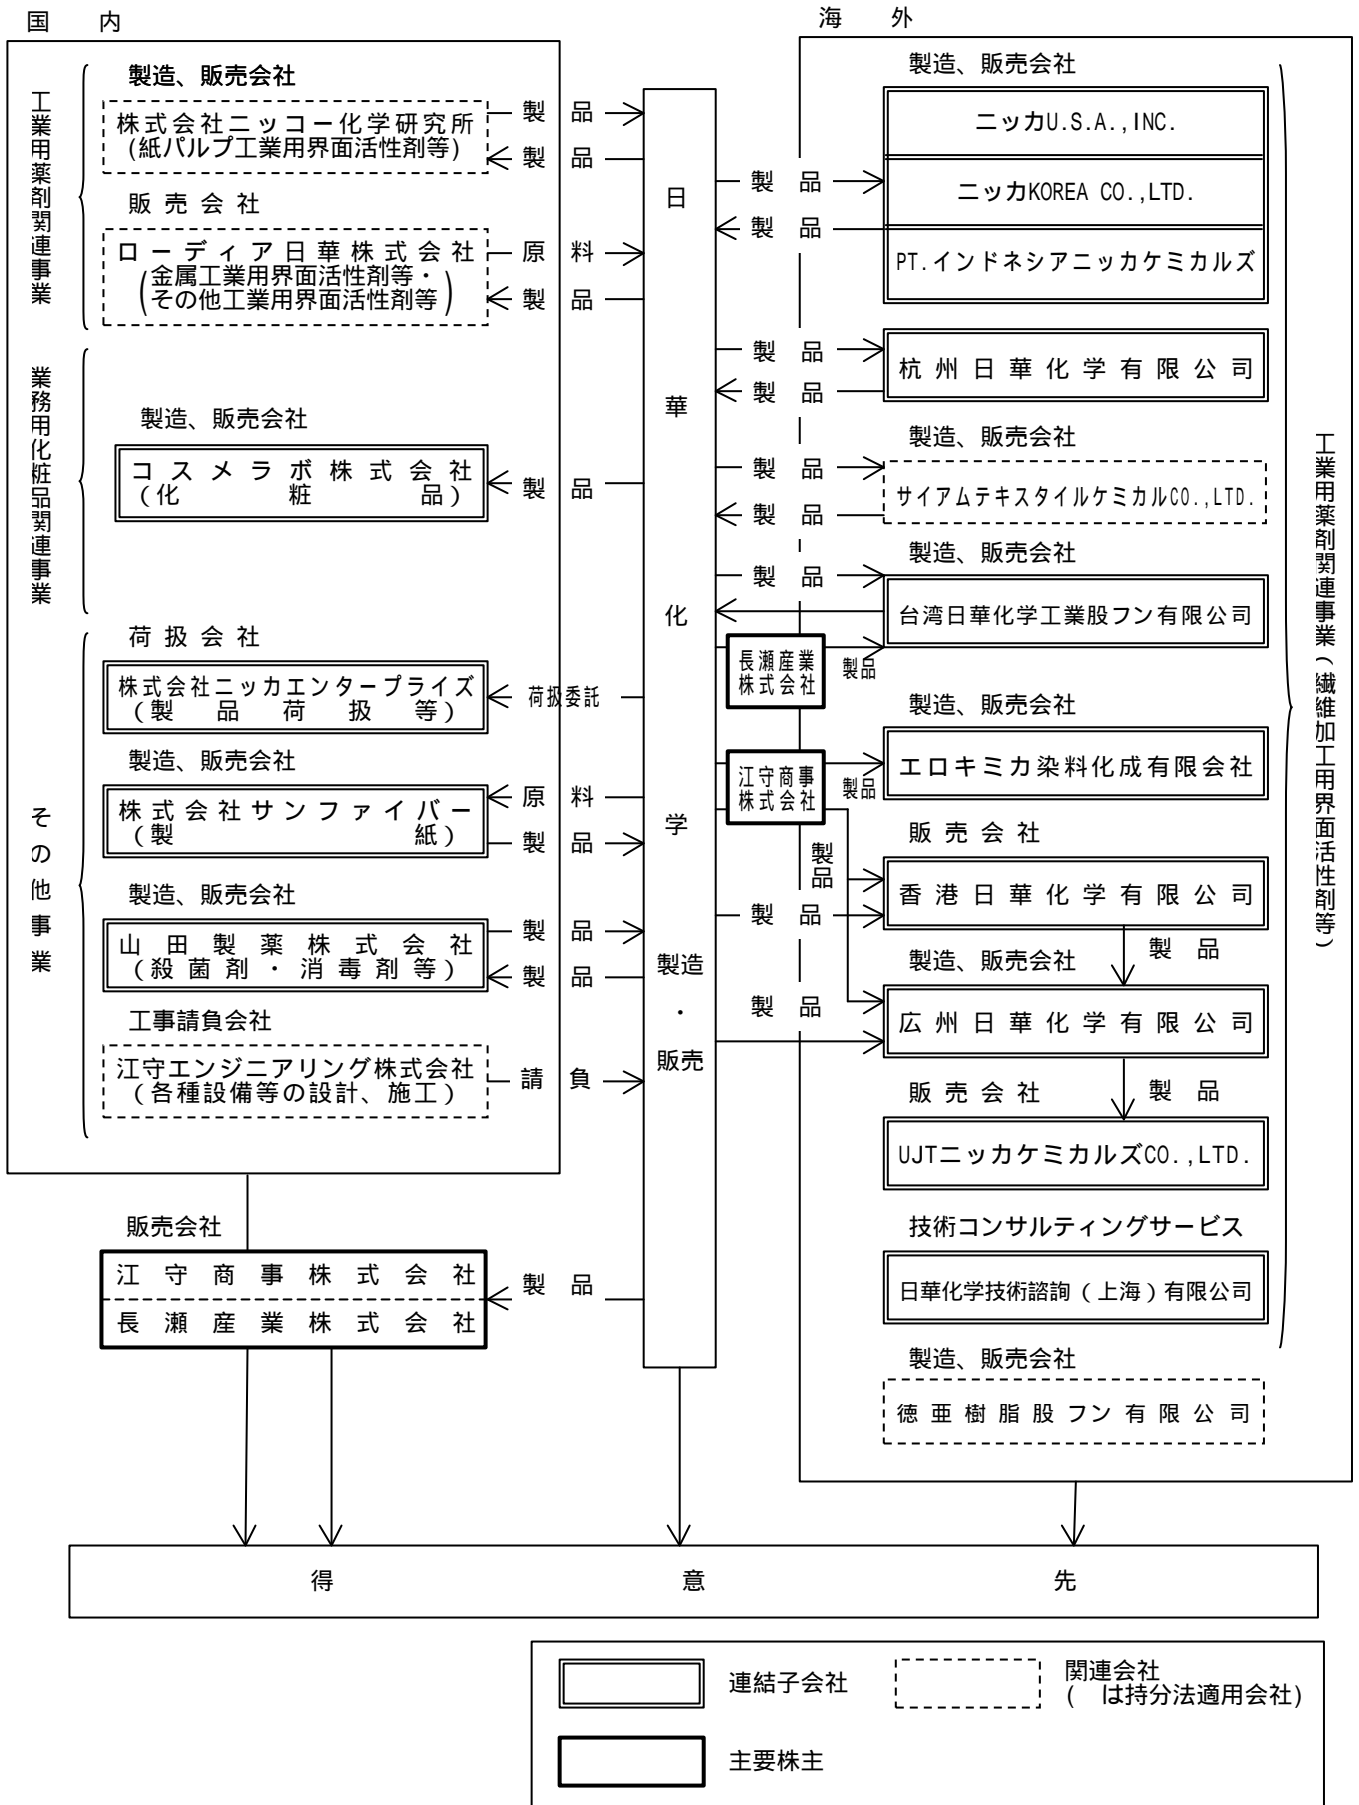 国 内
工業用薬剤関連事業
製造、販売会社
株式会社ニッコー化学研究所
(紙パルプ工業用界面活性剤等)
製 品
製 品
販売会社
ローディア日華株式会社
(金属工業用界面活性剤等・
その他工業用界面活性剤等)
原 料
製 品
業務用化粧品関連事業
製造、販売会社
コスメラボ株式会社
(化粧品)
製 品
その他事業
荷扱会社
株式会社ニッカエンタープライズ
(製品荷扱等)
荷扱委託
製造、販売会社
株式会社サンファイバー
(製紙)
原 料
製 品
製造、販売会社
山田製薬株式会社
(殺菌剤・消毒剤等)
製 品
製 品
工事請負会社
江守エンジニアリング株式会社
(各種設備等の設計、施工)
請 負
販売会社
江守商事株式会社
長瀬産業株式会社
製 品
日華化学
製造
・
販売
海 外
製造、販売会社
ニッカU.S.A.,INC.
ニッカKOREA CO.,LTD.
PT.インドネシアニッカケミカルズ
製 品
製 品
杭州日華化学有限公司
製 品
製 品
製造、販売会社
サイアムテキスタイルケミカルCO.,LTD.
製 品
製 品
製造、販売会社
台湾日華化学工業股フン有限公司
製 品
長瀬産業
株式会社
製品
製造、販売会社
エロキミカ染料化成有限会社
江守商事
株式会社
製品
販売会社
香港日華化学有限公司
製品
製 品
製 品
製造、販売会社
広州日華化学有限公司
製 品
製 品
販売会社
UJTニッカケミカルズCO.,LTD.
技術コンサルティングサービス
日華化学技術諮詢(上海)有限公司
製造、販売会社
徳亜樹脂股フン有限公司
工業用薬剤関連事業(繊維加工用界面活性剤等)
得意先
連結子会社
関連会社
( は持分法適用会社)
主要株主